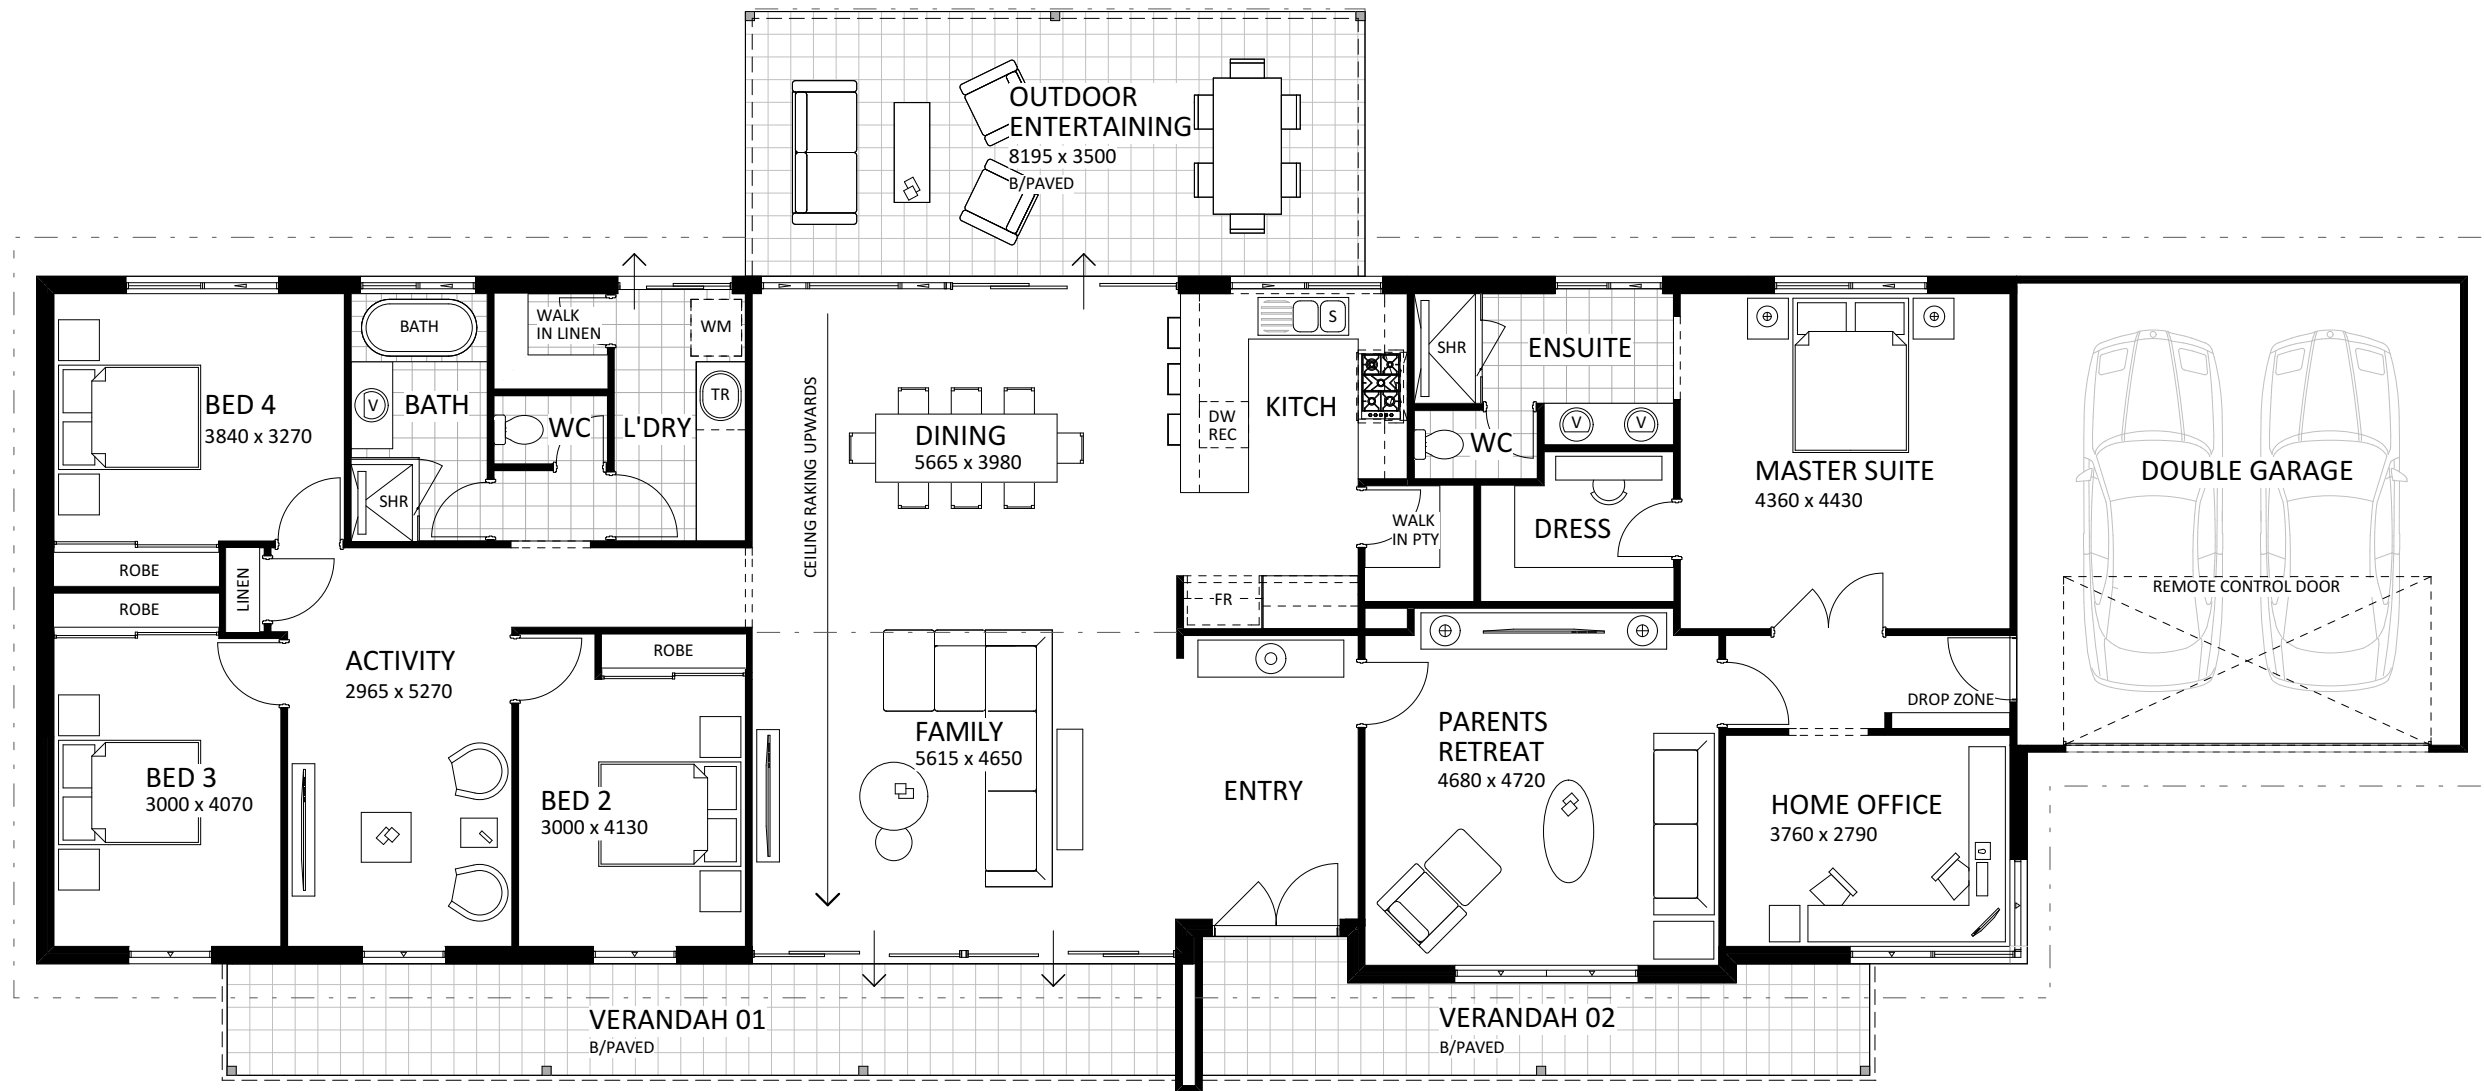 OUTDOOR
ENTERTAINING
8195 x 3500
B/PAVED
BED 4
3840 x 3270
BATH
V
BATH
SHR
WALK
IN LINEN
WC
L'DRY
WM
TR
CEILING RAKING UPWARDS
DINING
5665 x 3980
S
KITCH
DW
REC
SHR
ENSUITE
V
V
WC
WALK
IN PTY
DRESS
MASTER SUITE
4360 x 4430
DOUBLE GARAGE
REMOTE CONTROL DOOR
ROBE
ROBE
LINEN
FR
ACTIVITY
2965 x 5270
ROBE
BED 3
3000 x 4070
BED 2
3000 x 4130
FAMILY
5615 x 4650
ENTRY
PARENTS
RETREAT
4680 x 4720
DROP ZONE
HOME OFFICE
3760 x 2790
VERANDAH 01
B/PAVED
VERANDAH 02
B/PAVED